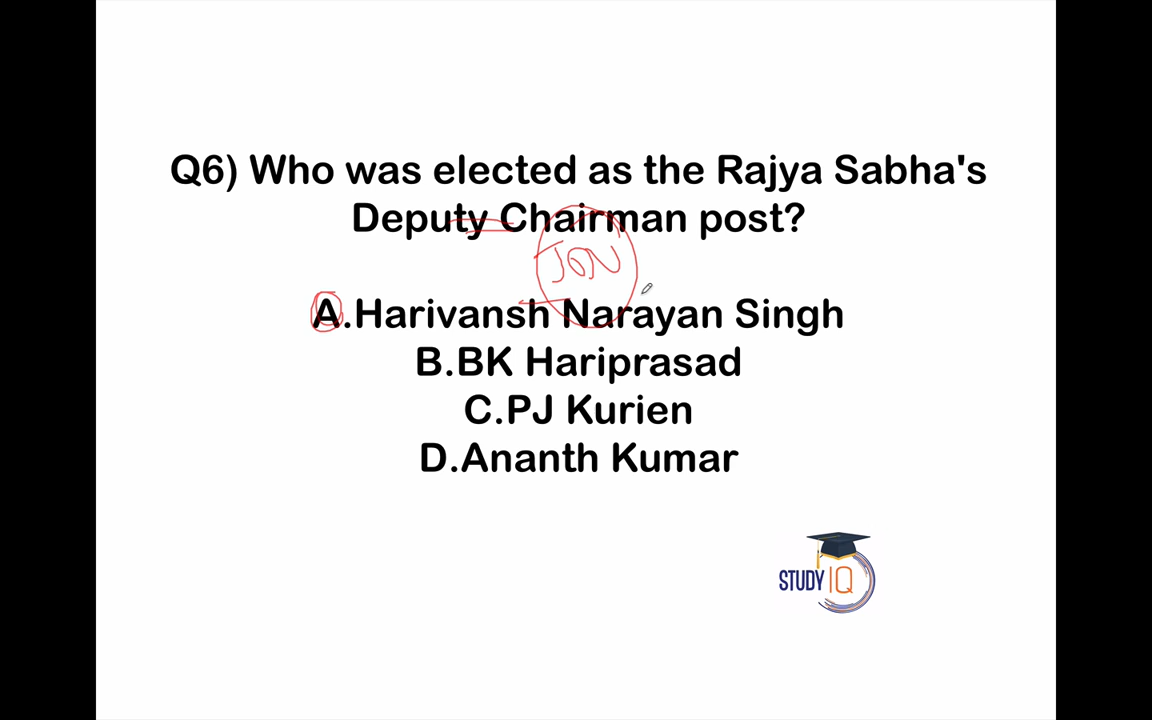 Q6) Who was elected as the Rajya Sabha's
Deputy Chairman post?
A.Harivansh Narayan Singh
B.BK Hariprasad
C.PJ Kurien
D.Ananth Kumar
STUDY IQ